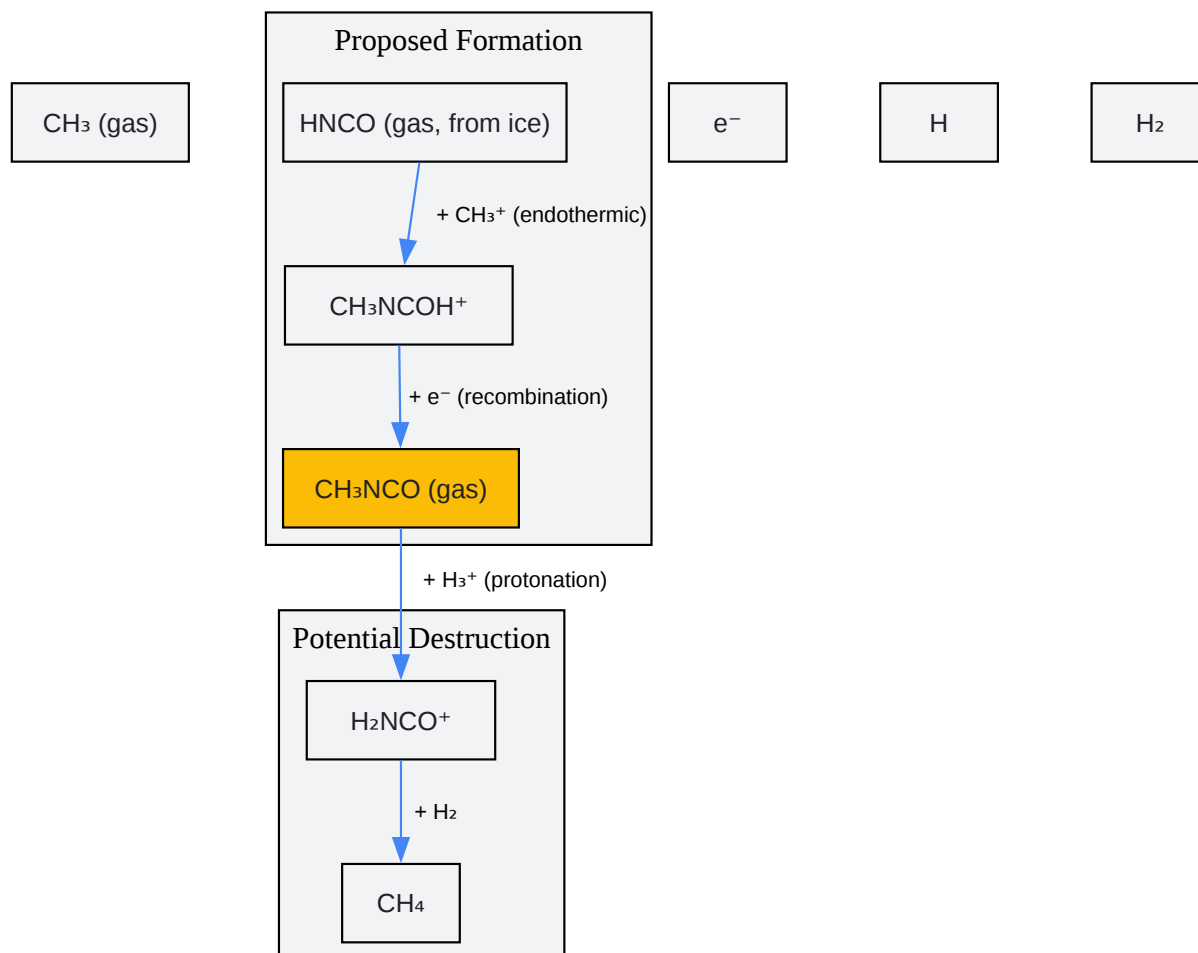 Proposed Formation
CH₃ (gas)
HNCO (gas, from ice)
e⁻
H
H₂
+ CH₃⁺ (endothermic)
CH₃NCOH⁺
+ e⁻ (recombination)
CH₃NCO (gas)
+ H₃⁺ (protonation)
Potential Destruction
H₂NCO⁺
+ H₂
CH₄